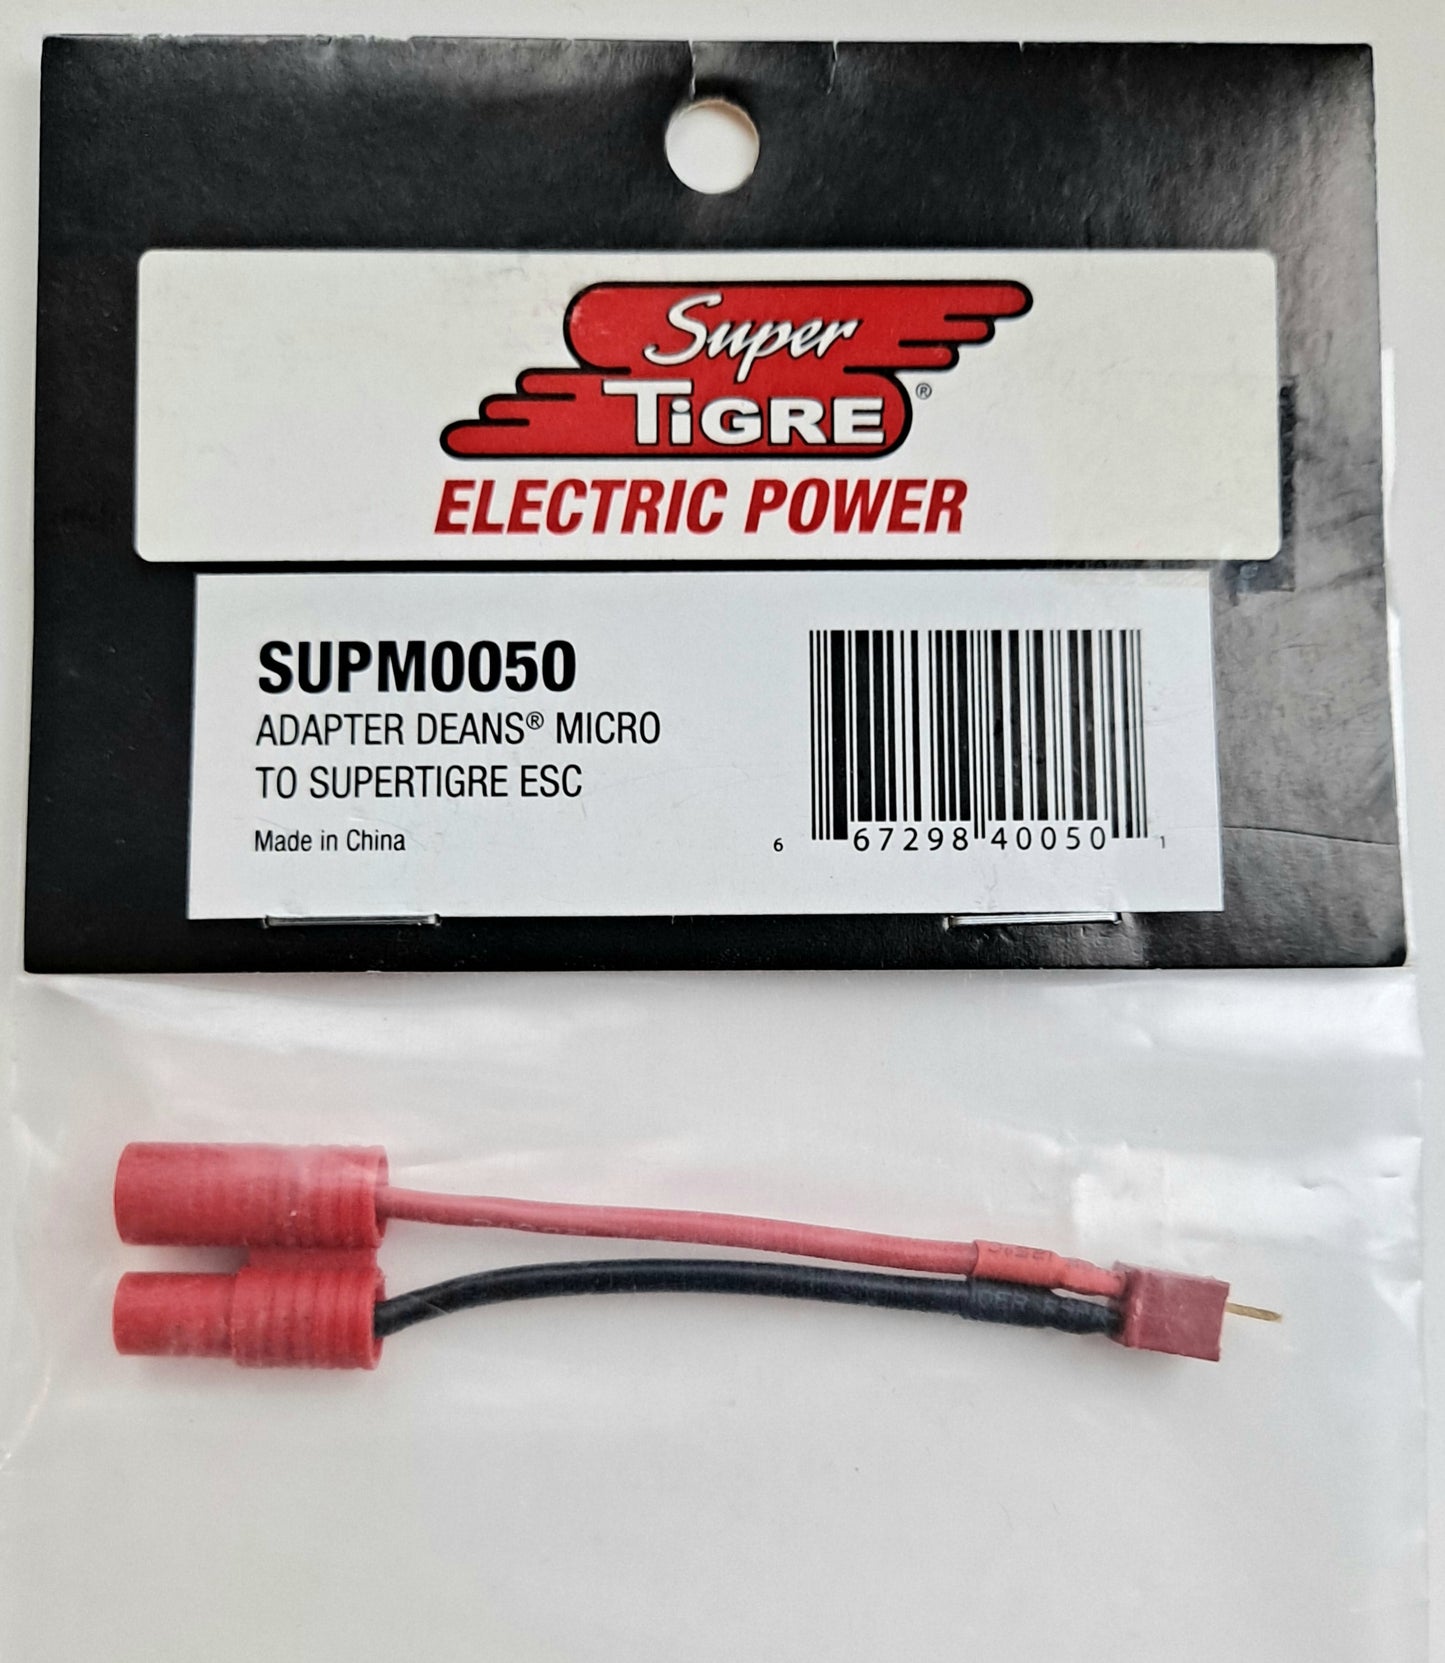 Super
TiGRE®
ELECTRIC POWER
SUPM0050
ADAPTER DEANS® MICRO
TO SUPERTIGRE ESC
Made in China
6 67298 40050 1